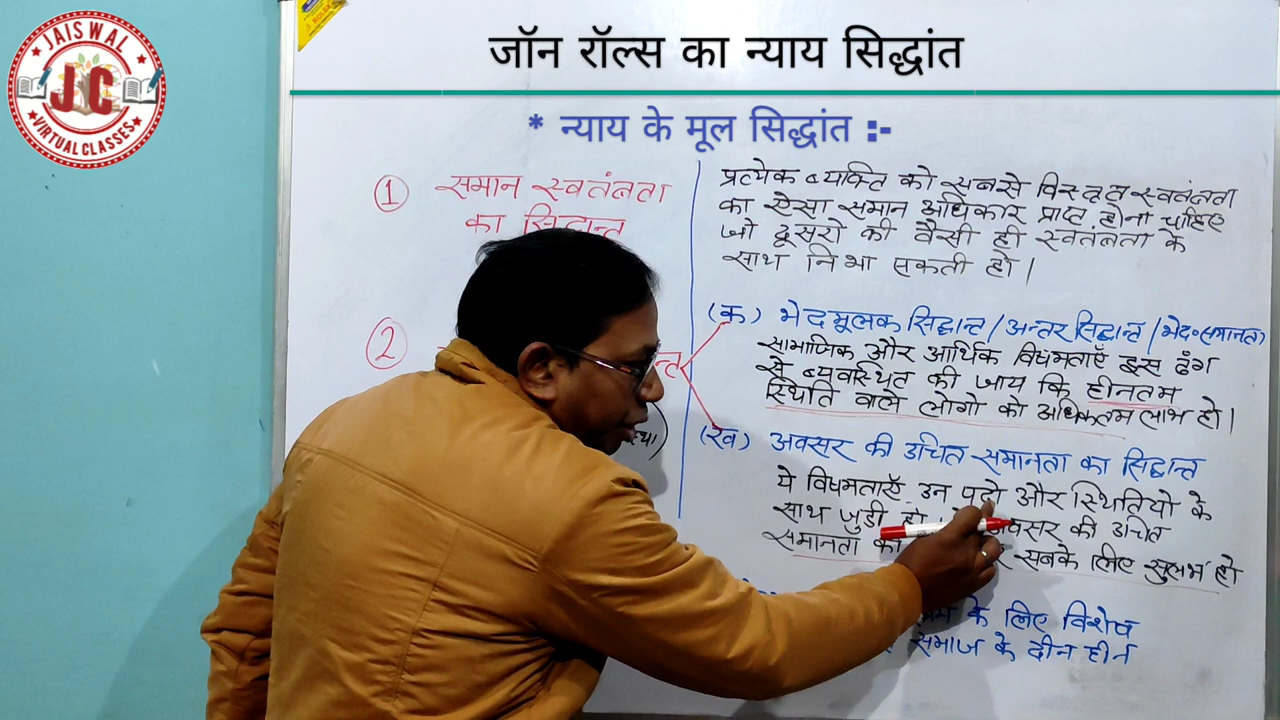 JAISWAL
JC
VIRTUAL CLASSES
जॉन रॉल्स का न्याय सिद्धांत
* न्याय के मूल सिद्धांत :-
① समान स्वतंत्रता
का सिद्धान्त
प्रत्येक व्यक्ति को सबसे विस्तृत स्वतंत्रता
का ऐसा समान अधिकार प्राप्त होना चाहिए
जो दूसरो की वैसी ही स्वतंत्रता के
साथ निभा सकती हो।
②
(क) भेदमूलक सिद्धान्त/अन्तर सिद्धान्त/भेद॰समानता)
सामाजिक और आर्थिक विषमताएँ इस ढंग
से व्यवस्थित की जाय कि हीनतम
स्थिति वाले लोगो को अधिकतम लाभ हो।
(ख) अवसर की उचित समानता का सिद्धान्त
ये विषमताएँ उन पदो और स्थितियो के
साथ जुडी हो अवसर की उचित
समानता सबके लिए सुलभ हो
के लिए विशेष
समाज के दीन हीन